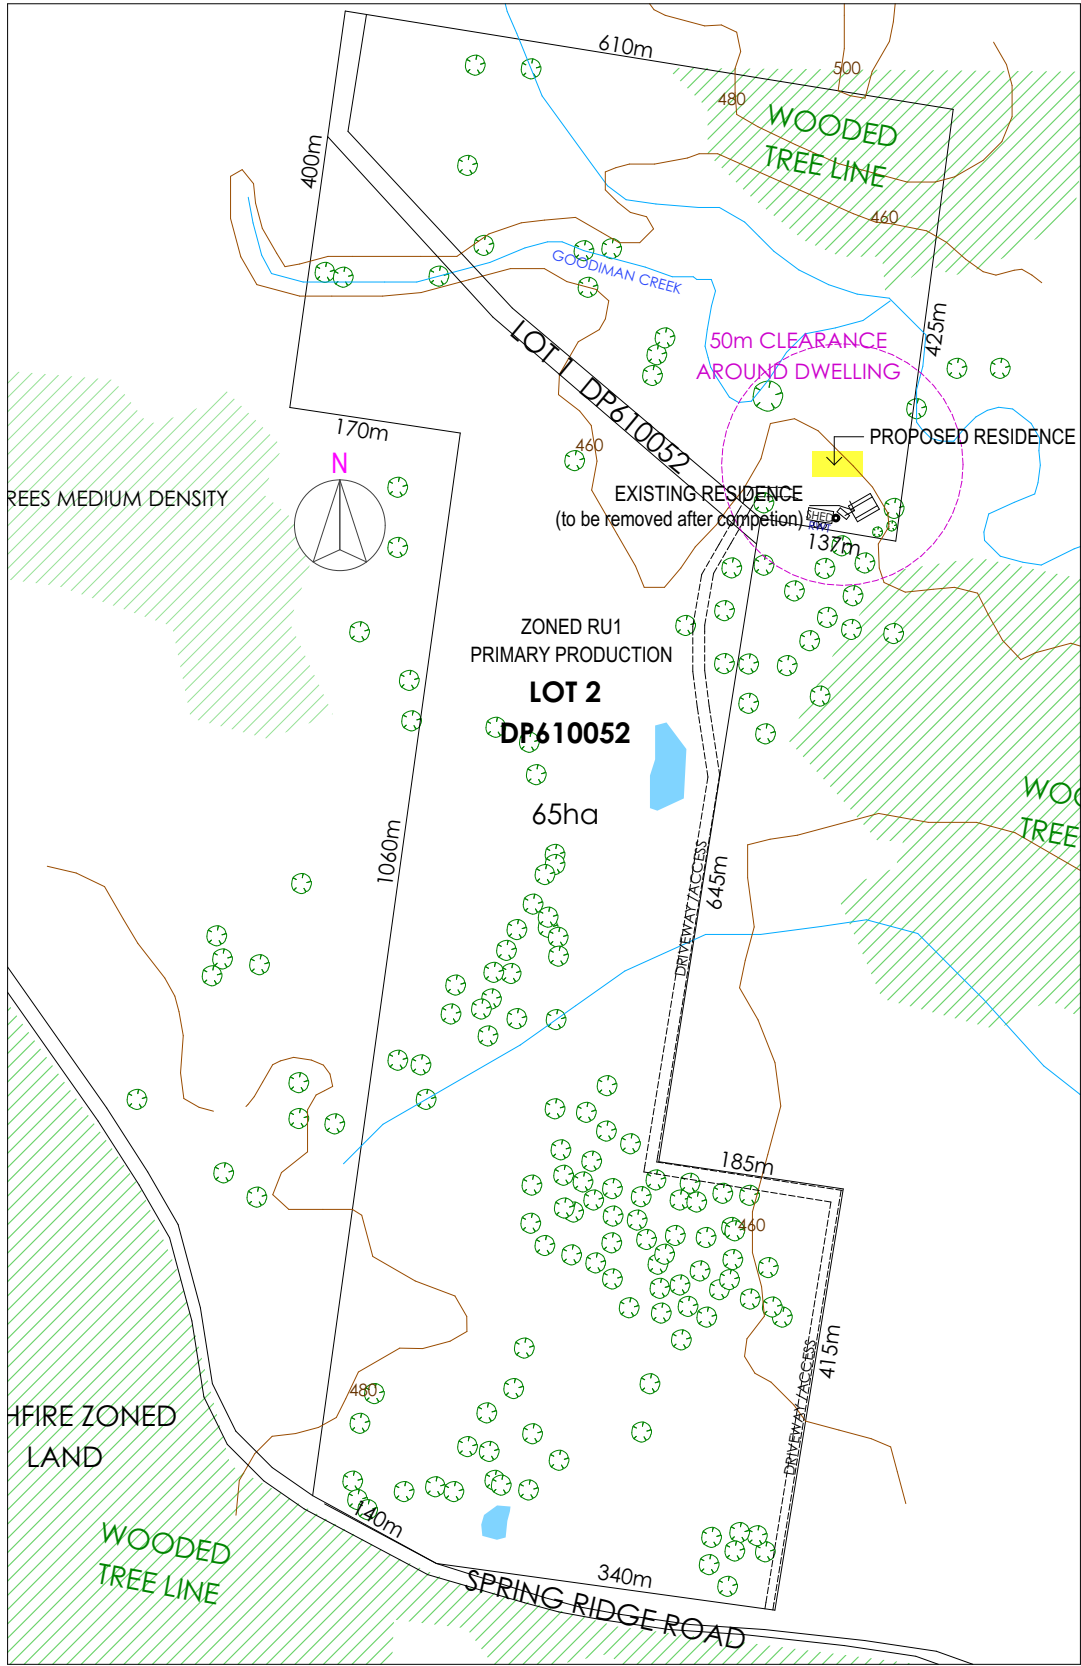 610m
500
480
WOODED
TREE LINE
400m
460
GOODIMAN CREEK
425m
LOT 1 DP610052
50m CLEARANCE
AROUND DWELLING
170m
460
PROPOSED RESIDENCE
N
REES MEDIUM DENSITY
EXISTING RESIDENCE
(to be removed after competion)
SHED
RWT
137m
ZONED RU1
PRIMARY PRODUCTION
LOT 2
DP610052
65ha
WOO
TREE
1060m
DRIVEWAY /ACCESS
645m
185m
460
DRIVEWAY /ACCESS
415m
480
HFIRE ZONED
LAND
140m
WOODED
TREE LINE
340m
SPRING RIDGE ROAD